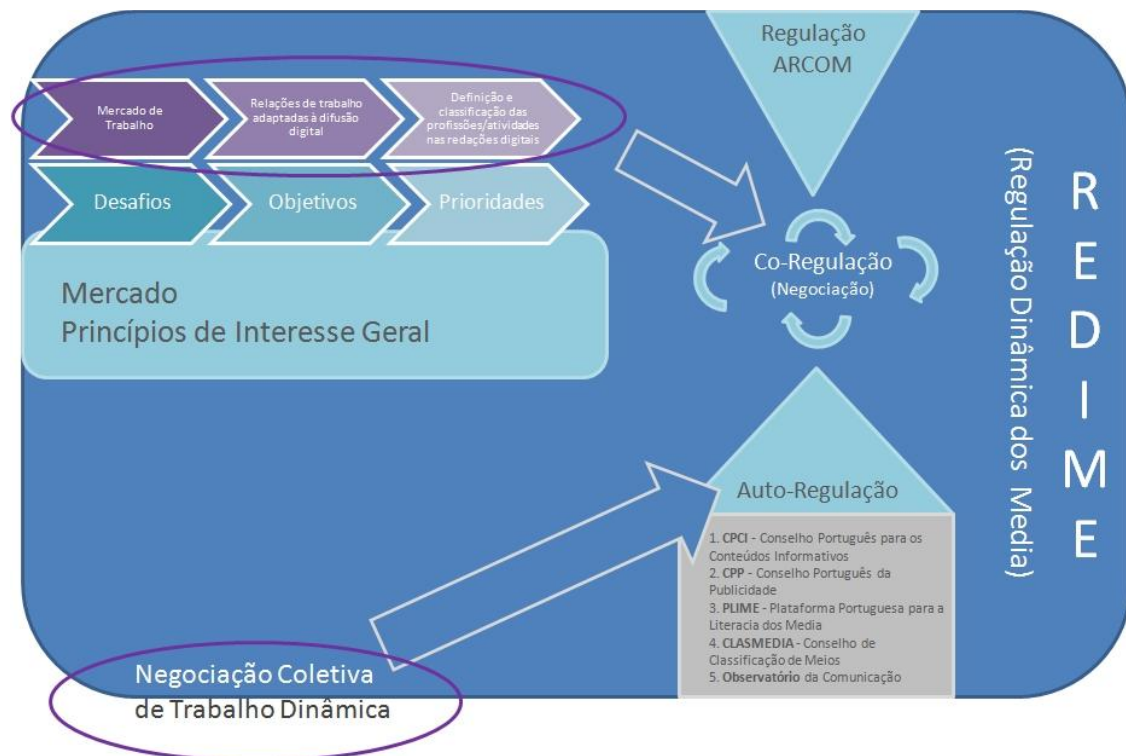 Mercado de
Trabalho
Relações de trabalho
adaptadas à difusão
digital
Definição e
classificação das
profissões/atividades
nas redações digitais
Desafios
Objetivos
Prioridades
Mercado
Princípios de Interesse Geral
Regulação
ARCOM
Co-Regulação
(Negociação)
Auto-Regulação
1. CPCI - Conselho Português para os
Conteúdos Informativos
2. CPP - Conselho Português da
Publicidade
3. PLIME - Plataforma Portuguesa para a
Literacia dos Media
4. CLASMEDIA - Conselho de
Classificação de Meios
5. Observatório da Comunicação
Negociação Coletiva
de Trabalho Dinâmica
(Regulação Dinâmica dos Media)
REDIME